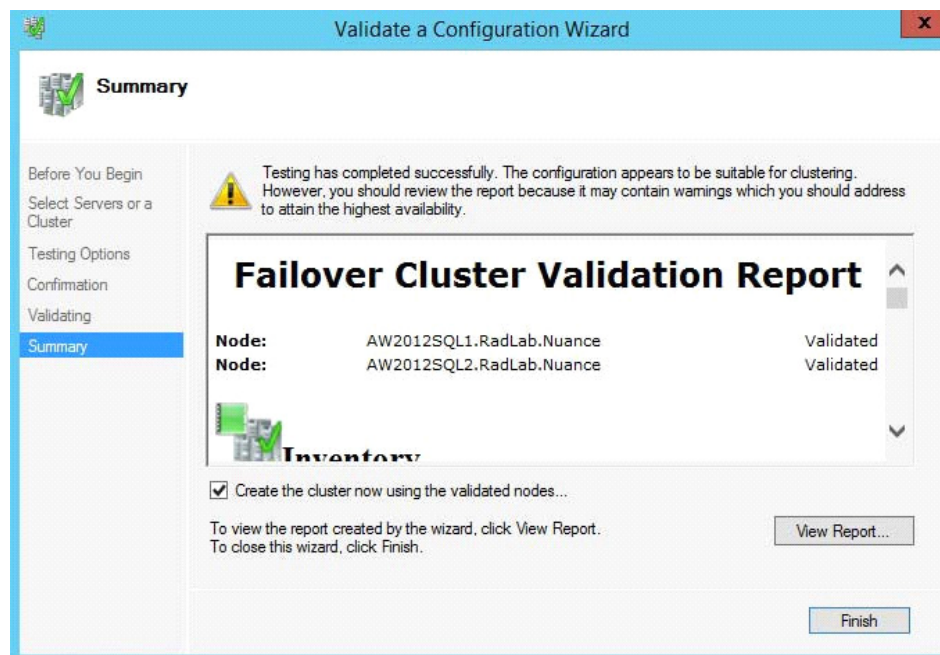 Validate a Configuration Wizard
x
Summary
Before You Begin
Select Servers or a
Cluster
Testing Options
Confirmation
Validating
Summary
Testing has completed successfully. The configuration appears to be suitable for clustering.
However, you should review the report because it may contain warnings which you should address
to attain the highest availability.
Failover Cluster Validation Report
Node: AW2012SQL1.RadLab.Nuance Validated
Node: AW2012SQL2.RadLab.Nuance Validated
Inventory
Create the cluster now using the validated nodes...
To view the report created by the wizard, click View Report.
To close this wizard, click Finish.
View Report...
Finish